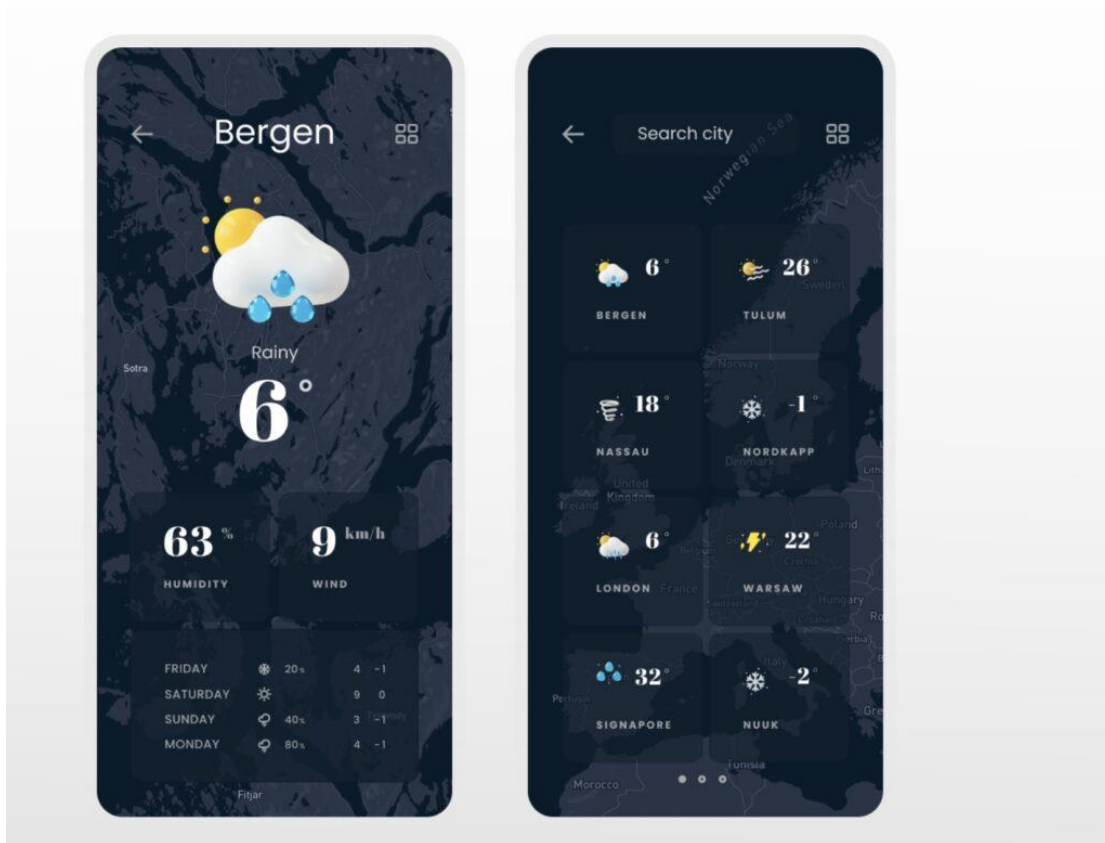 Bergen
Rainy
Sotra
6°
63 %
HUMIDITY
9 km/h
WIND
FRIDAY 20% 4 -1
SATURDAY 9 0
SUNDAY 40% 3 -1
MONDAY 80% 4 -1
Fitjar
Search city
Norwegian Sea
6°
BERGEN
26°
Sweden
TULUM
Norway
18°
NASSAU
-1°
NORDKAPP
Denmark
United
Kingdom
Ireland
Poland
6°
LONDON
22°
WARSAW
Belgium
Czechia
France
Switzerland
Hungary
Croatia
Italy
32°
SIGNAPORE
-2°
NUUK
Portugal
Tunisia
Morocco